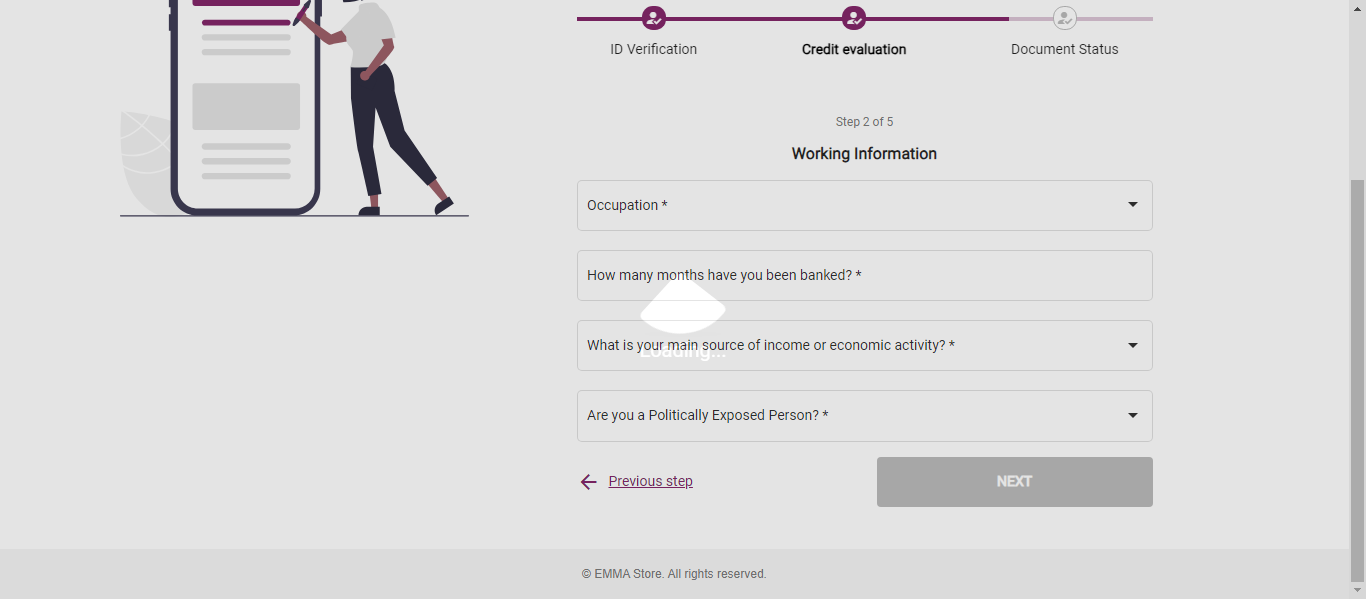 ID Verification
Credit evaluation
Document Status
Step 2 of 5
Working Information
Occupation *
How many months have you been banked? *
What is your main source of income or economic activity? *
Loading...
Are you a Politically Exposed Person? *
Previous step
NEXT
© EMMA Store. All rights reserved.